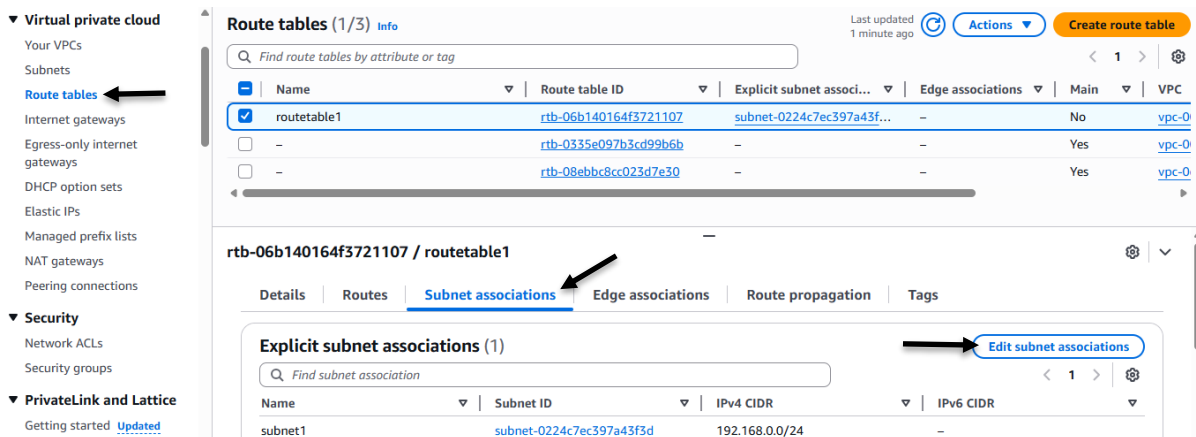 Virtual private cloud
Your VPCs
Subnets
Route tables
Internet gateways
Egress-only internet
gateways
DHCP option sets
Elastic IPs
Managed prefix lists
NAT gateways
Peering connections
Security
Network ACLs
Security groups
PrivateLink and Lattice
Getting started Updated
Route tables (1/3) Info
Last updated
1 minute ago
Actions
Create route table
Find route tables by attribute or tag
1
Name Route table ID Explicit subnet associ... Edge associations Main VPC
routetable1 rtb-06b140164f3721107 subnet-0224c7ec397a43f... – No vpc-0
– rtb-0335e097b3cd99b6b – – Yes vpc-0
– rtb-08ebbc8cc023d7e30 – – Yes vpc-0
rtb-06b140164f3721107 / routetable1
Details Routes Subnet associations Edge associations Route propagation Tags
Explicit subnet associations (1)
Edit subnet associations
Find subnet association
1
Name Subnet ID IPv4 CIDR IPv6 CIDR
subnet1 subnet-0224c7ec397a43f3d 192.168.0.0/24 –